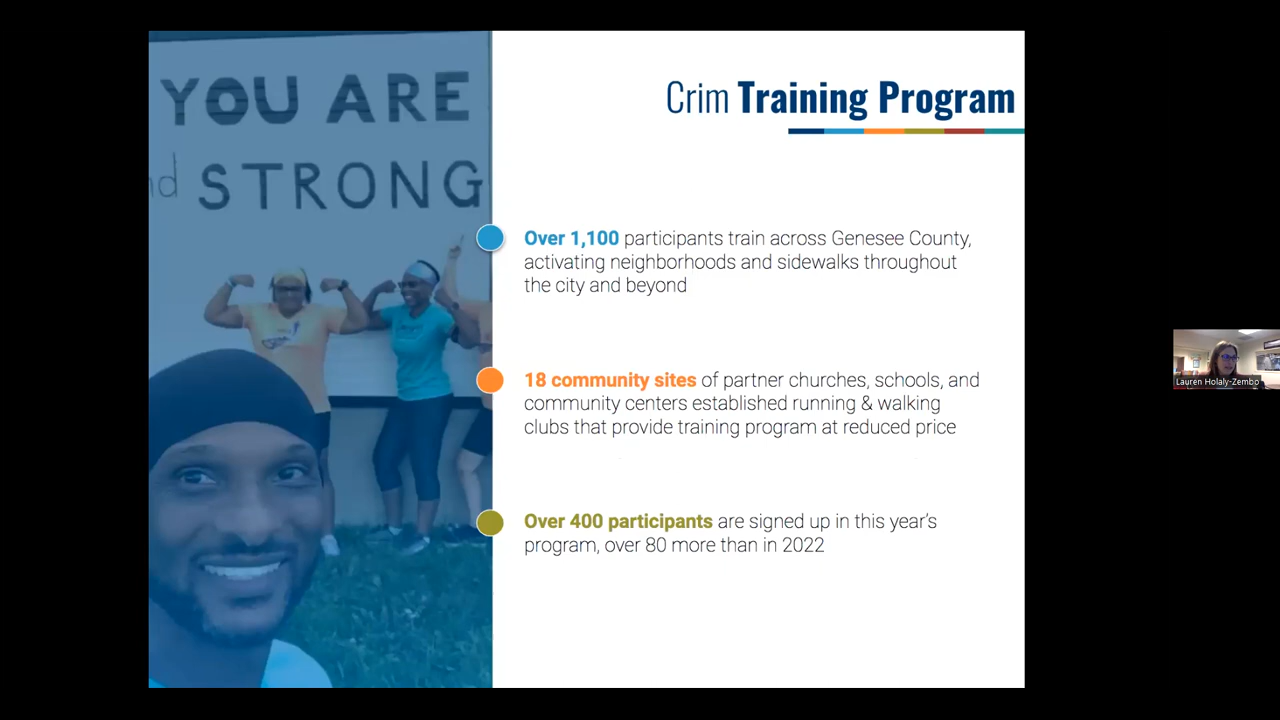 YOU ARE
nd STRONG
Crim Training Program
Over 1,100 participants train across Genesee County,
activating neighborhoods and sidewalks throughout
the city and beyond
18 community sites of partner churches, schools, and
community centers established running & walking
clubs that provide training program at reduced price
Over 400 participants are signed up in this year's
program, over 80 more than in 2022
Lauren Holaly-Zembo